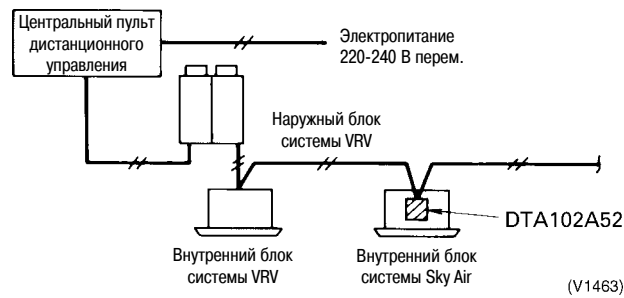 Центральный пульт
дистанционного
управления
Электропитание
220-240 В перем.
Наружный блок
системы VRV
DTA102A52
Внутренний блок
системы VRV
Внутренний блок
системы Sky Air
(V1463)